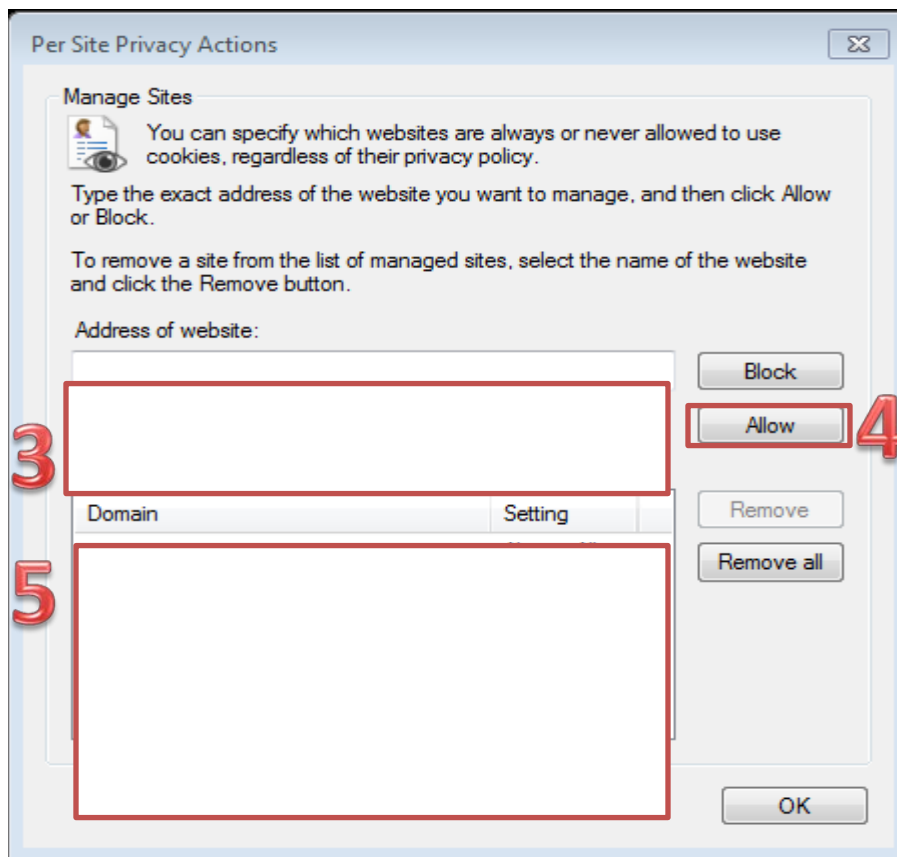 Per Site Privacy Actions
Manage Sites
You can specify which websites are always or never allowed to use
cookies, regardless of their privacy policy.
Type the exact address of the website you want to manage, and then click Allow
or Block.
To remove a site from the list of managed sites, select the name of the website
and click the Remove button.
Address of website:
Block
3
Allow
4
Domain Setting
Remove
5
Remove all
OK